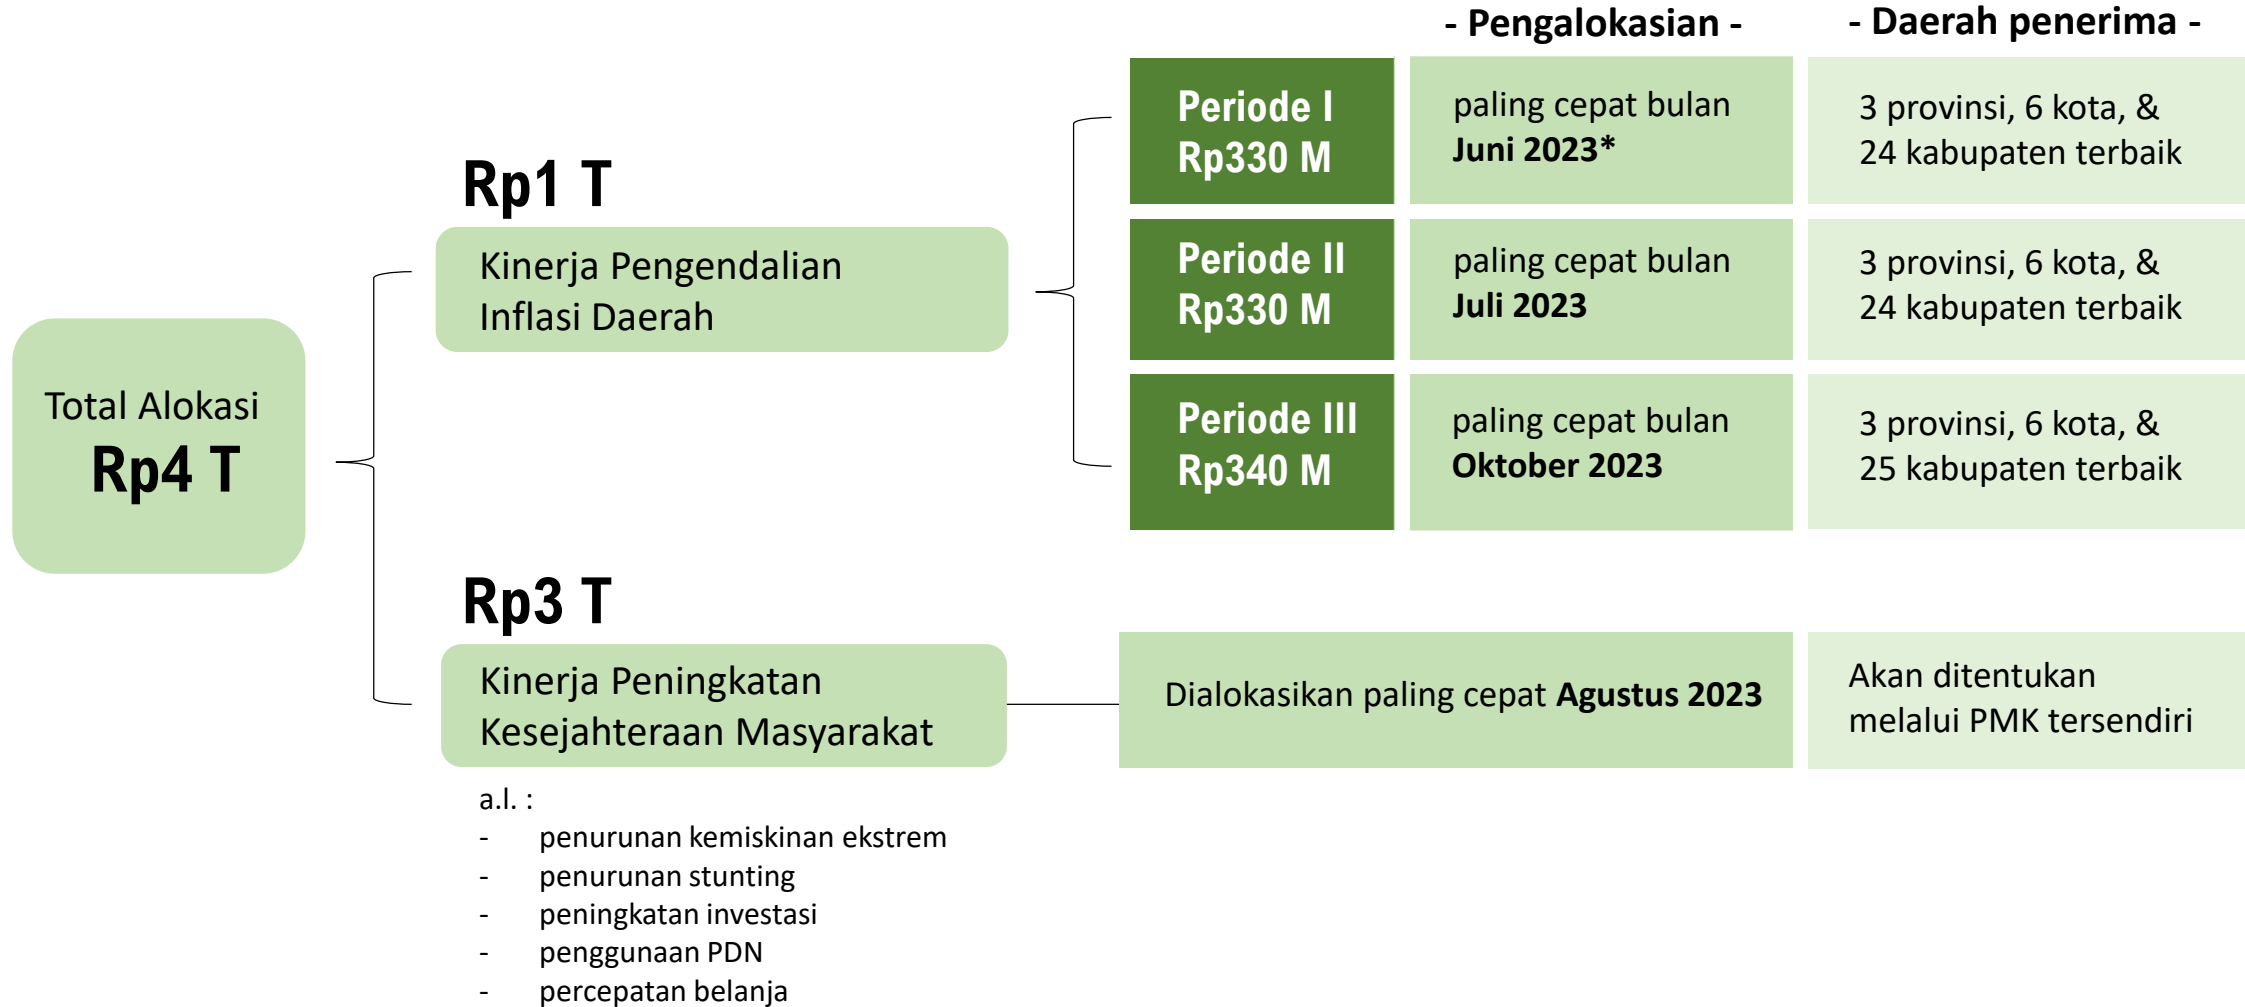 - Pengalokasian -
- Daerah penerima -
Total Alokasi
Rp4 T
Rp1 T
Kinerja Pengendalian
Inflasi Daerah
Periode I
Rp330 M
paling cepat bulan
Juni 2023*
3 provinsi, 6 kota, &
24 kabupaten terbaik
Periode II
Rp330 M
paling cepat bulan
Juli 2023
3 provinsi, 6 kota, &
24 kabupaten terbaik
Periode III
Rp340 M
paling cepat bulan
Oktober 2023
3 provinsi, 6 kota, &
25 kabupaten terbaik
Rp3 T
Kinerja Peningkatan
Kesejahteraan Masyarakat
Dialokasikan paling cepat Agustus 2023
Akan ditentukan
melalui PMK tersendiri
a.l. :
- penurunan kemiskinan ekstrem
- penurunan stunting
- peningkatan investasi
- penggunaan PDN
- percepatan belanja